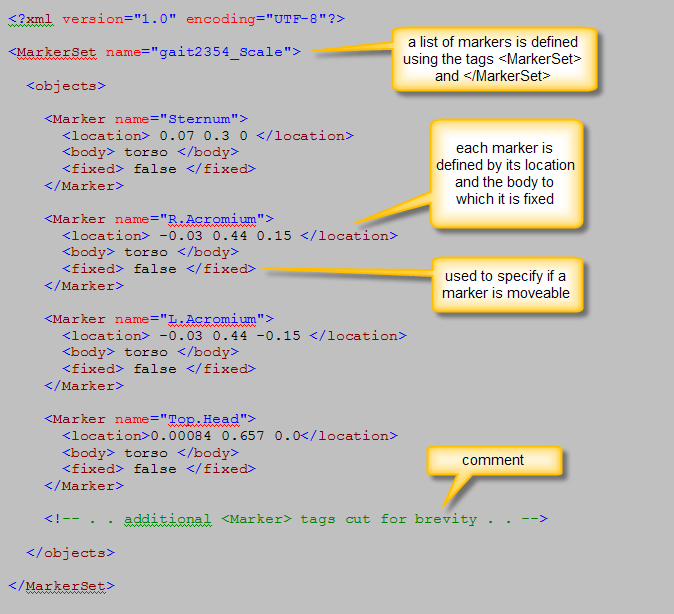 <?xml version="1.0" encoding="UTF-8"?>
<MarkerSet name="gait2354_Scale">
a list of markers is defined
using the tags <MarkerSet>
and </MarkerSet>
<objects>
<Marker name="Sternum">
<location> 0.07 0.3 0 </location>
<body> torso </body>
<fixed> false </fixed>
</Marker>
each marker is
defined by its location
and the body to
which it is fixed
<Marker name="R.Acromium">
<location> -0.03 0.44 0.15 </location>
<body> torso </body>
<fixed> false </fixed>
</Marker>
used to specify if a
marker is moveable
<Marker name="L.Acromium">
<location> -0.03 0.44 -0.15 </location>
<body> torso </body>
<fixed> false </fixed>
</Marker>
<Marker name="Top.Head">
<location>0.00084 0.657 0.0</location>
<body> torso </body>
<fixed> false </fixed>
</Marker>
comment
<!-- . . additional <Marker> tags cut for brevity . . -->
</objects>
</MarkerSet>